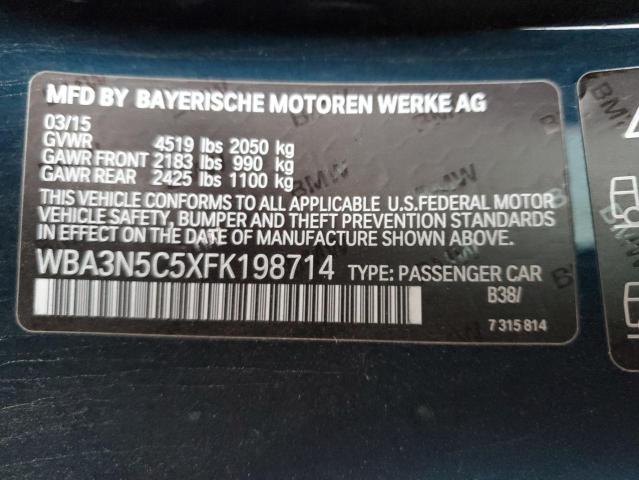 MFD BY BAYERISCHE MOTOREN WERKE AG
03/15
GVWR 4519 lbs 2050 kg
GAWR FRONT 2183 lbs 990 kg
GAWR REAR 2425 lbs 1100 kg
THIS VEHICLE CONFORMS TO ALL APPLICABLE U.S.FEDERAL MOTOR
VEHICLE SAFETY, BUMPER AND THEFT PREVENTION STANDARDS
IN EFFECT ON THE DATE OF MANUFACTURE SHOWN ABOVE.
WBA3N5C5XFK198714 TYPE: PASSENGER CAR
B38/
7 315 814